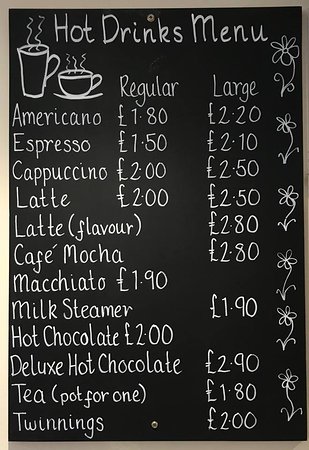 Hot Drinks Menu
Regular Large
Americano £1.80 £2.20
Espresso £1.50 £2.10
Cappuccino £2.00 £2.50
Latte £2.00 £2.50
Latte (flavour) £2.80
Café Mocha £2.80
Macchiato £1.90
Milk Steamer £1.90
Hot Chocolate £2.00
Deluxe Hot Chocolate £2.90
Tea (pot for one) £1.80
Twinnings £2.00